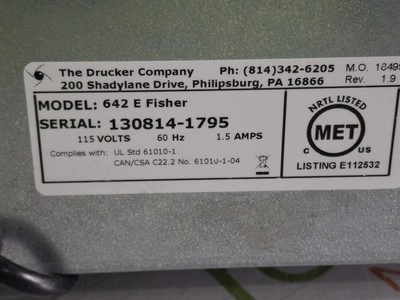 The Drucker Company Ph: (814)342-6205 M.O.
200 Shadylane Drive, Philipsburg, PA 16866 Rev. 1.9
MODEL: 642 E Fisher
SERIAL: 130814-1795
115 VOLTS 60 Hz 1.5 AMPS
Complies with: UL Std 61010-1
CAN/CSA C22.2 No. 61010-1-04
NRTL LISTED
MET
C US
LISTING E112532